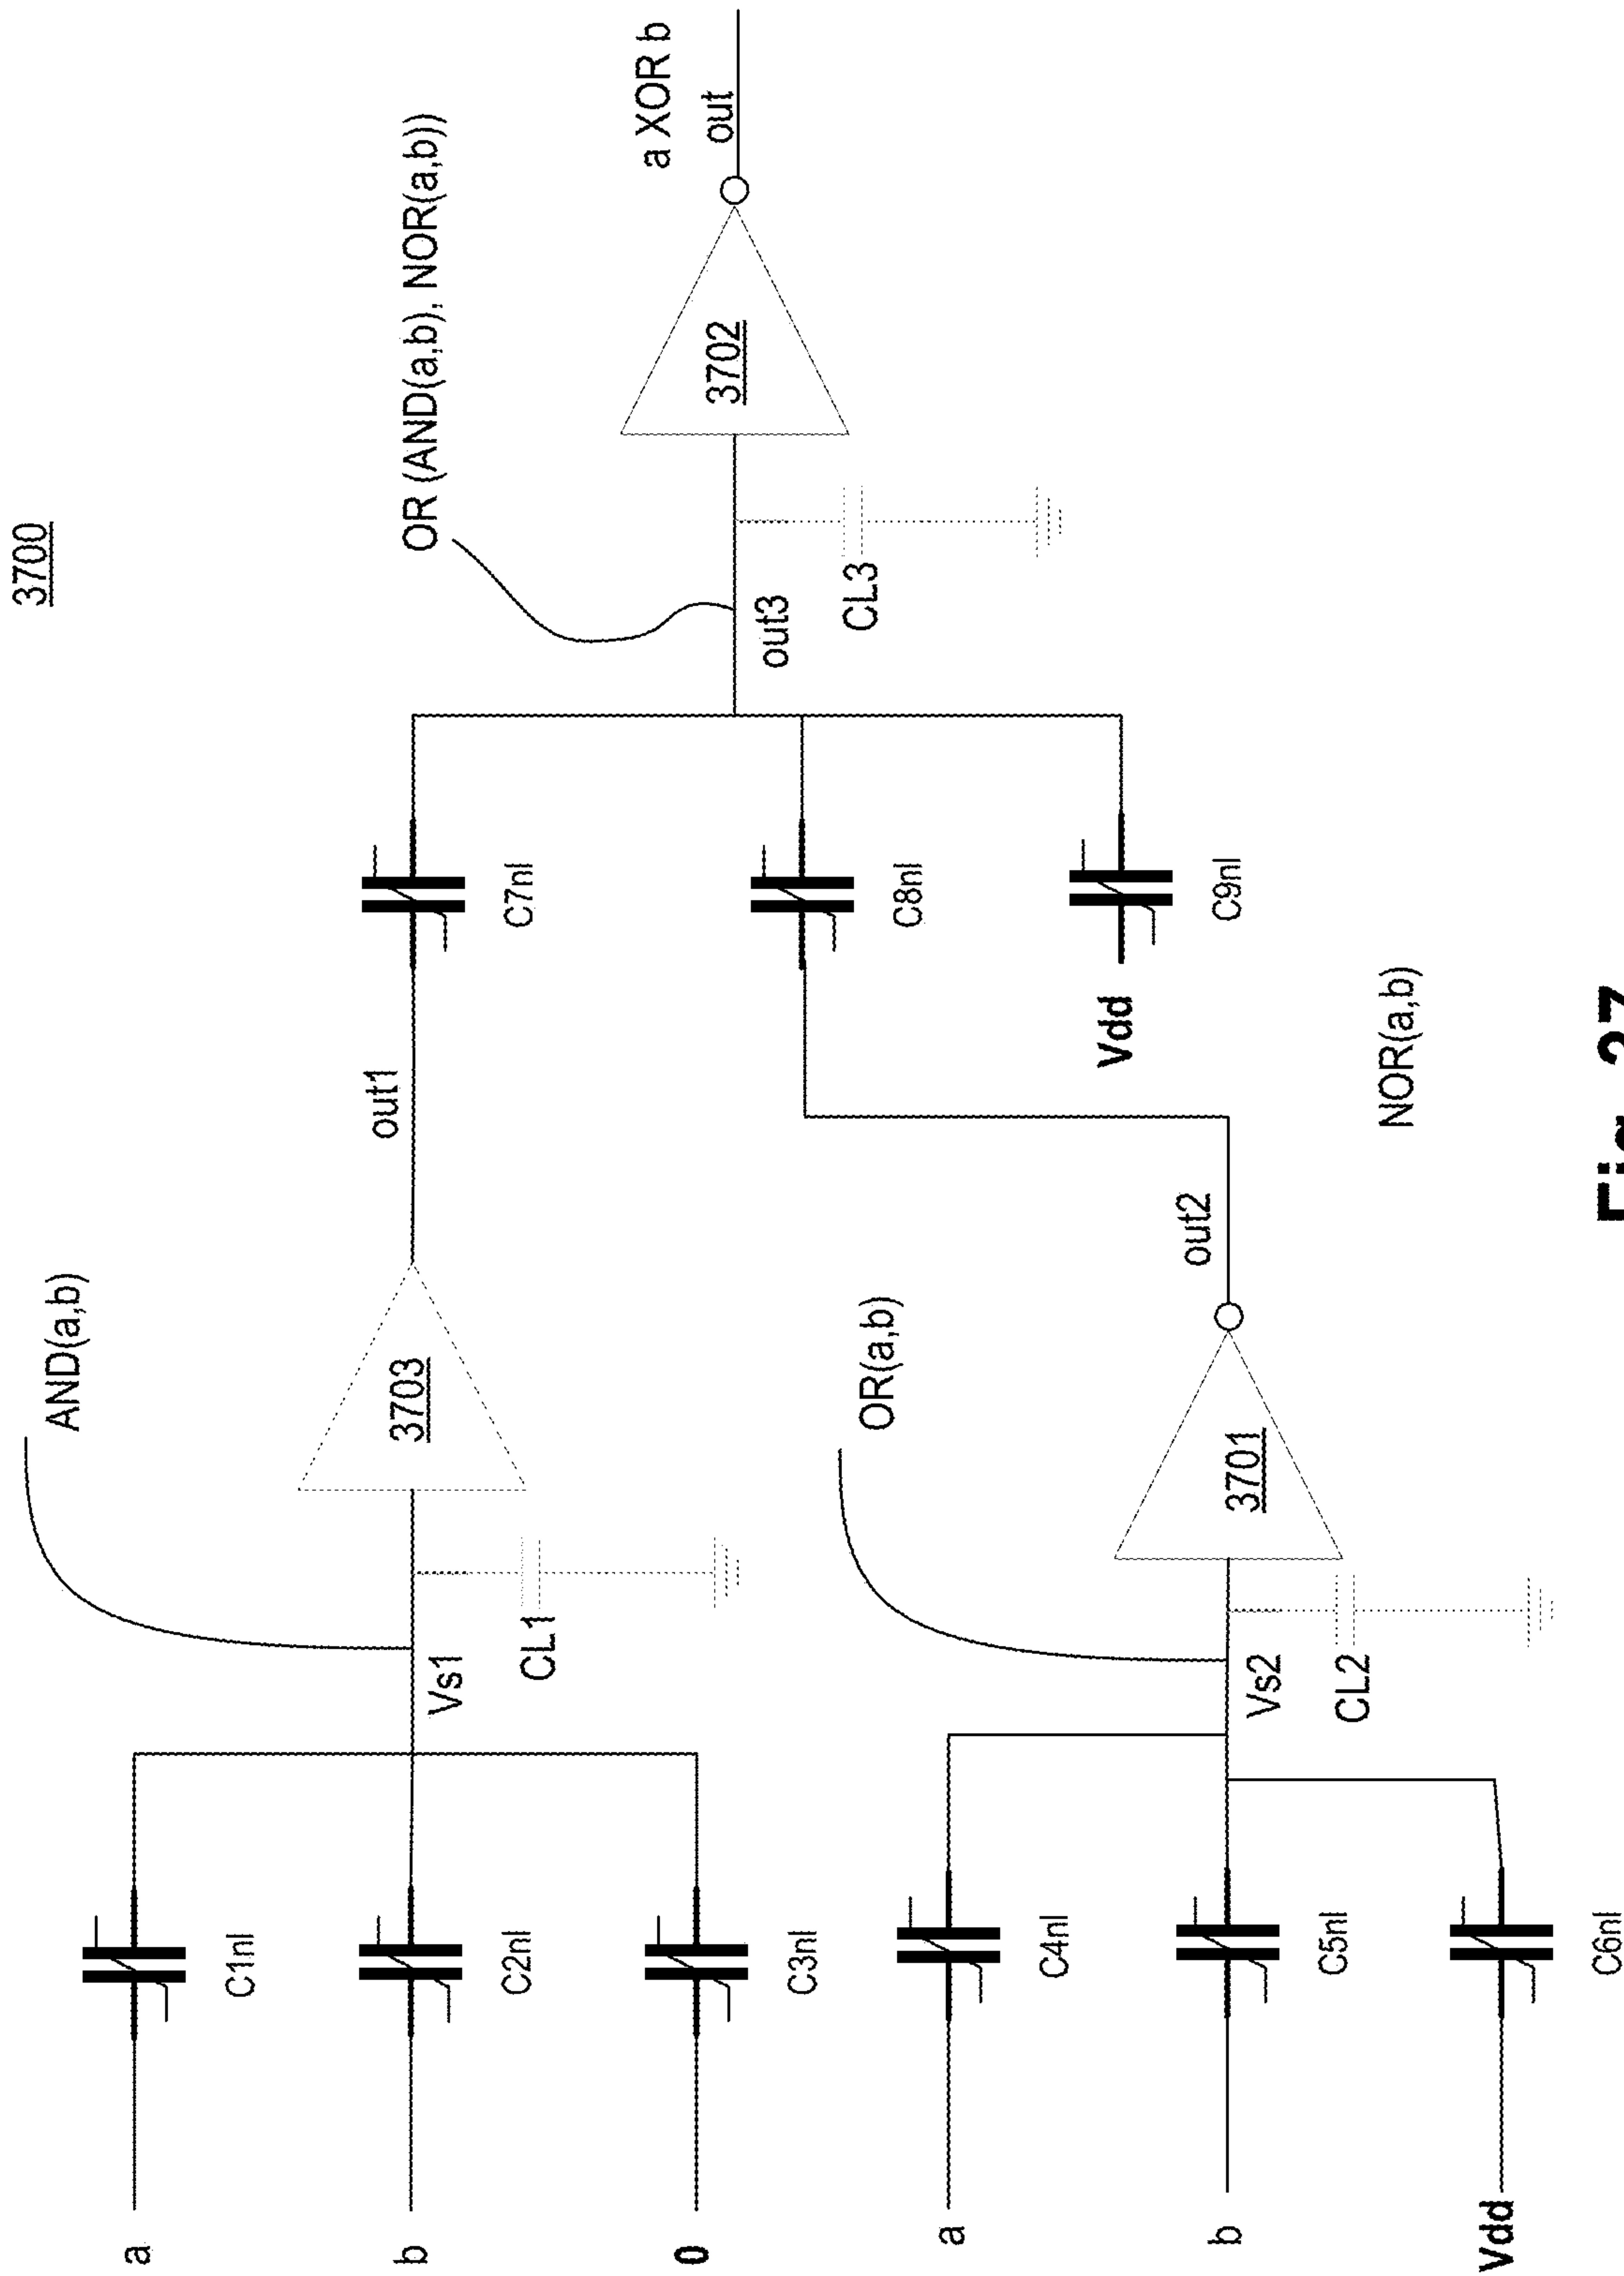 3700
AND(a,b)
OR (AND(a,b), NOR(a,b))
a XOR b
out
a
C1nl
b
C2nl
0
C3nl
Vs1
CL1
3703
out1
C7nl
out3
CL3
3702
OR(a,b)
a
C4nl
b
C5nl
Vdd
C6nl
Vs2
CL2
3701
out2
C8nl
Vdd
C9nl
NOR(a,b)